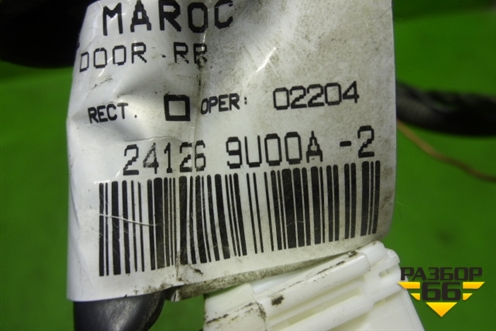 MAROC
DOOR RR
RECT. OPER: 02204
24126 9U00A -2
РАЗБОР
66